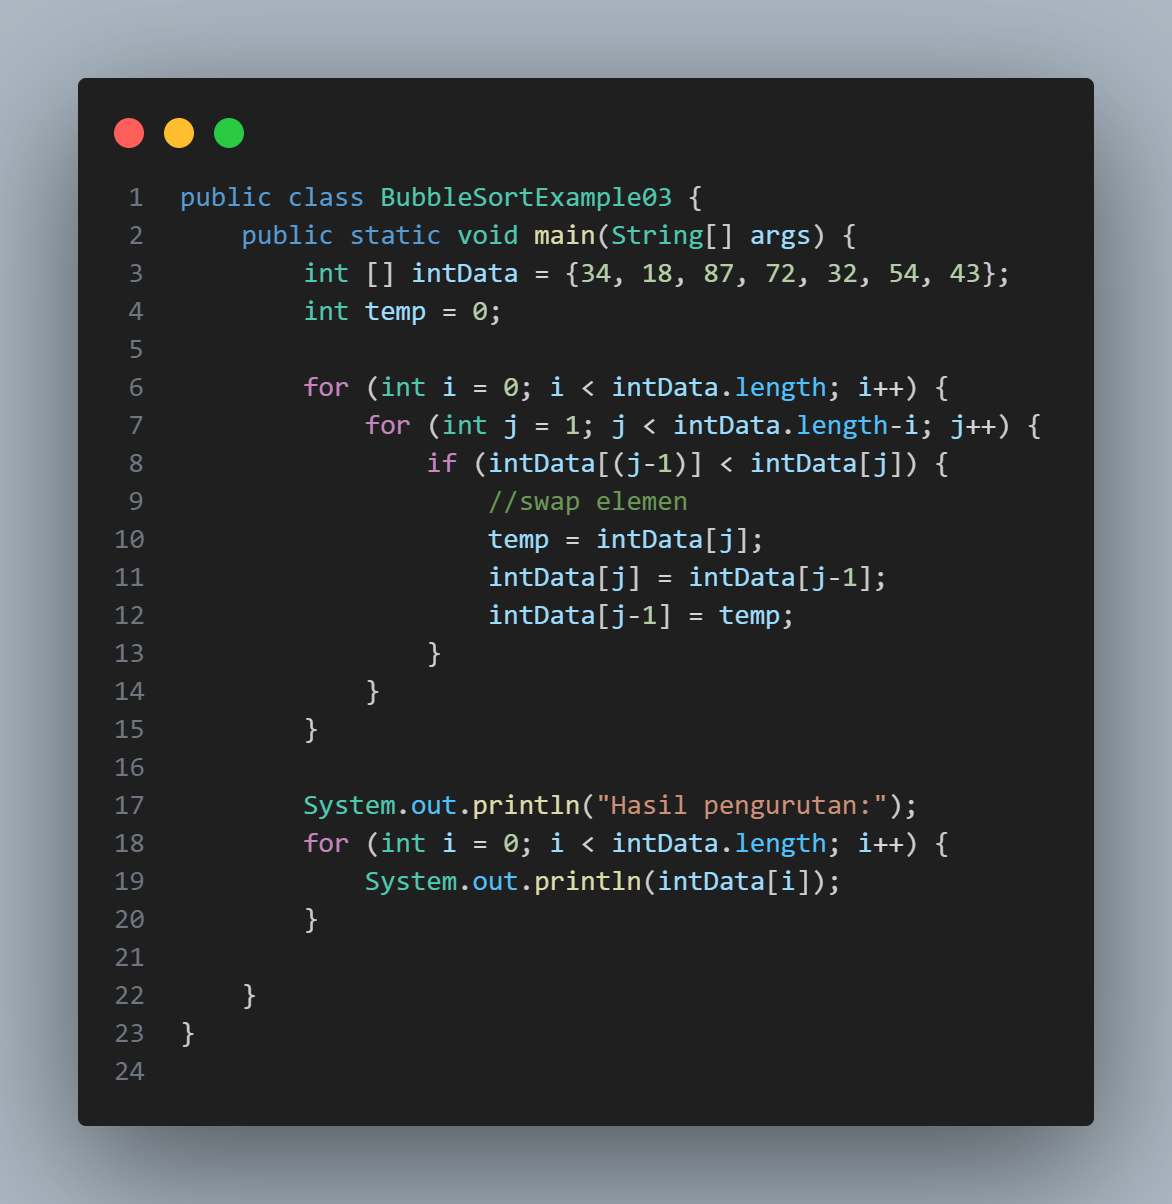 1 public class BubbleSortExample03 {
2     public static void main(String[] args) {
3         int [] intData = {34, 18, 87, 72, 32, 54, 43};
4         int temp = 0;
5
6         for (int i = 0; i < intData.length; i++) {
7             for (int j = 1; j < intData.length-i; j++) {
8                 if (intData[(j-1)] < intData[j]) {
9                     //swap elemen
10                     temp = intData[j];
11                     intData[j] = intData[j-1];
12                     intData[j-1] = temp;
13                 }
14             }
15         }
16
17         System.out.println("Hasil pengurutan:");
18         for (int i = 0; i < intData.length; i++) {
19             System.out.println(intData[i]);
20         }
21
22     }
23 }
24